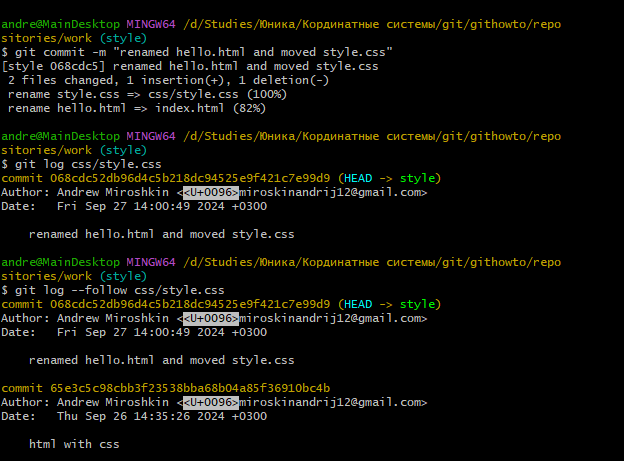 andre@MainDesktop MINGW64 /d/Studies/Юника/Кординатные системы/git/githowto/repo
sitories/work (style)
$ git commit -m "renamed hello.html and moved style.css"
[style 068cdc5] renamed hello.html and moved style.css
 2 files changed, 1 insertion(+), 1 deletion(-)
 rename style.css => css/style.css (100%)
 rename hello.html => index.html (82%)
andre@MainDesktop MINGW64 /d/Studies/Юника/Кординатные системы/git/githowto/repo
sitories/work (style)
$ git log css/style.css
commit 068cdc52db96d4c5b218dc94525e9f421c7e99d9 (HEAD -> style)
Author: Andrew Miroshkin <<U+0096>miroskinandrij12@gmail.com>
Date:   Fri Sep 27 14:00:49 2024 +0300
    renamed hello.html and moved style.css
andre@MainDesktop MINGW64 /d/Studies/Юника/Кординатные системы/git/githowto/repo
sitories/work (style)
$ git log --follow css/style.css
commit 068cdc52db96d4c5b218dc94525e9f421c7e99d9 (HEAD -> style)
Author: Andrew Miroshkin <<U+0096>miroskinandrij12@gmail.com>
Date:   Fri Sep 27 14:00:49 2024 +0300
    renamed hello.html and moved style.css
commit 65e3c5c98cbb3f23538bba68b04a85f36910bc4b
Author: Andrew Miroshkin <<U+0096>miroskinandrij12@gmail.com>
Date:   Thu Sep 26 14:35:26 2024 +0300
    html with css